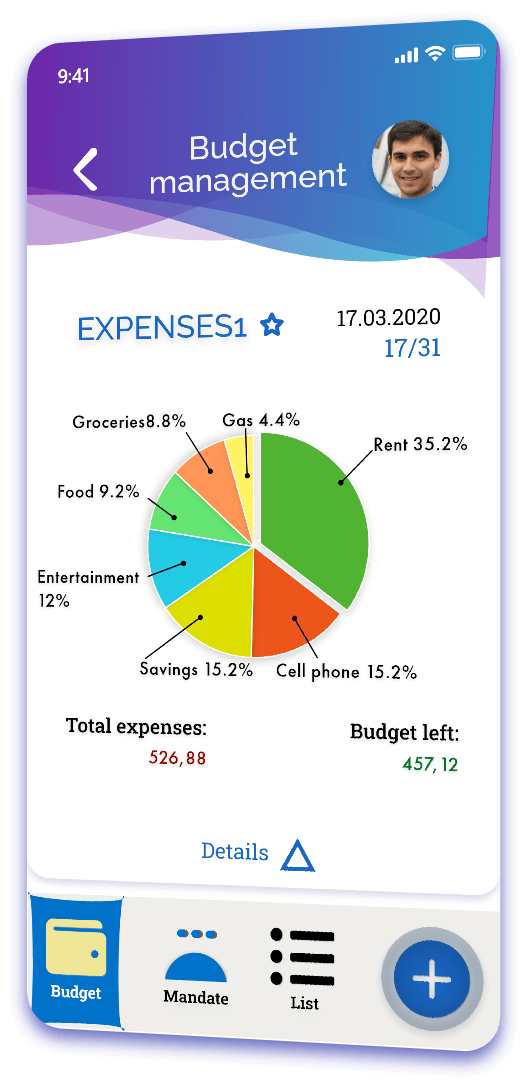 9:41
Budget
management
EXPENSES1
17.03.2020
17/31
Groceries8.8%
Gas 4.4%
Rent 35.2%
Food 9.2%
Entertainment
12%
Savings 15.2%
Cell phone 15.2%
Total expenses:
526,88
Budget left:
457,12
Details
Budget
Mandate
List